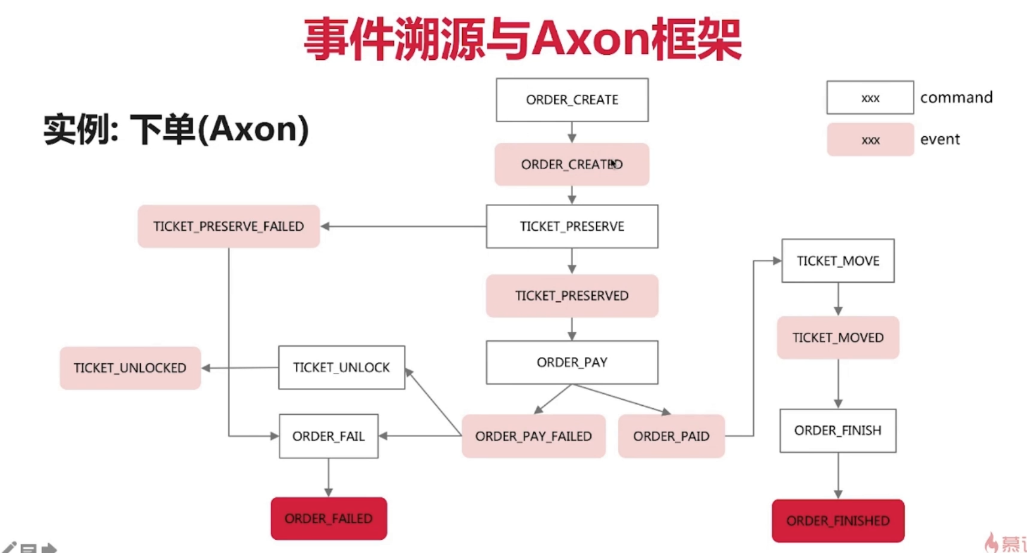 事件溯源与Axon框架
实例: 下单(Axon)
ORDER_CREATE
xxx command
ORDER_CREATED
xxx event
TICKET_PRESERVE_FAILED
TICKET_PRESERVE
TICKET_MOVE
TICKET_PRESERVED
TICKET_MOVED
TICKET_UNLOCKED
TICKET_UNLOCK
ORDER_PAY
ORDER_FAIL
ORDER_PAY_FAILED
ORDER_PAID
ORDER_FINISH
ORDER_FAILED
ORDER_FINISHED